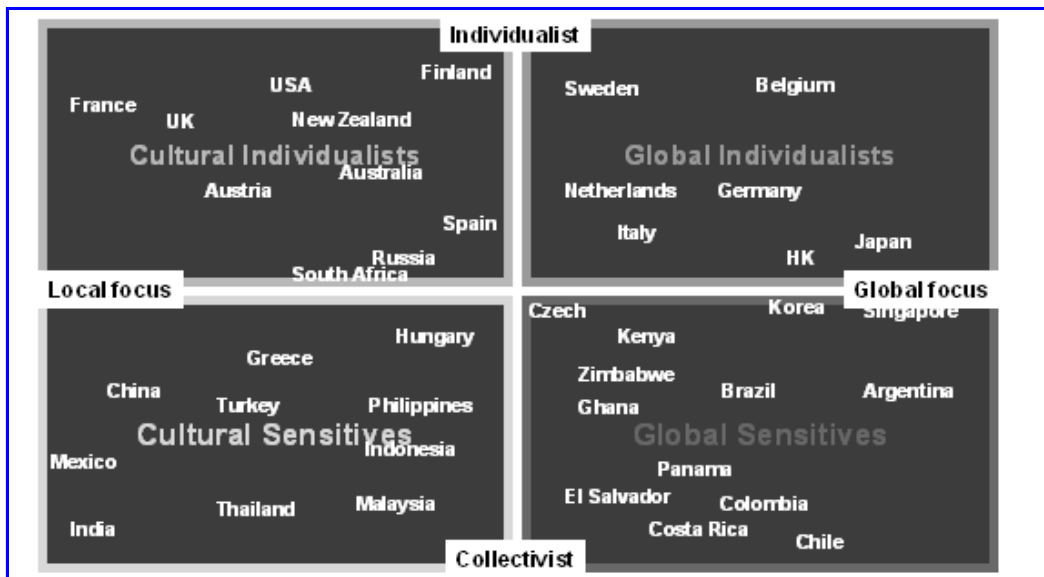 Individualist
Finland
USA
Sweden
Belgium
France
UK
New Zealand
Cultural Individualists
Global Individualists
Australia
Austria
Netherlands
Germany
Spain
Italy
Japan
Russia
HK
South Africa
Local focus
Global focus
Czech
Korea
Singapore
Hungary
Kenya
Greece
Zimbabwe
China
Brazil
Argentina
Turkey
Philippines
Ghana
Cultural Sensitives
Global Sensitives
Indonesia
Mexico
Panama
El Salvador
Malaysia
Colombia
Thailand
India
Costa Rica
Chile
Collectivist